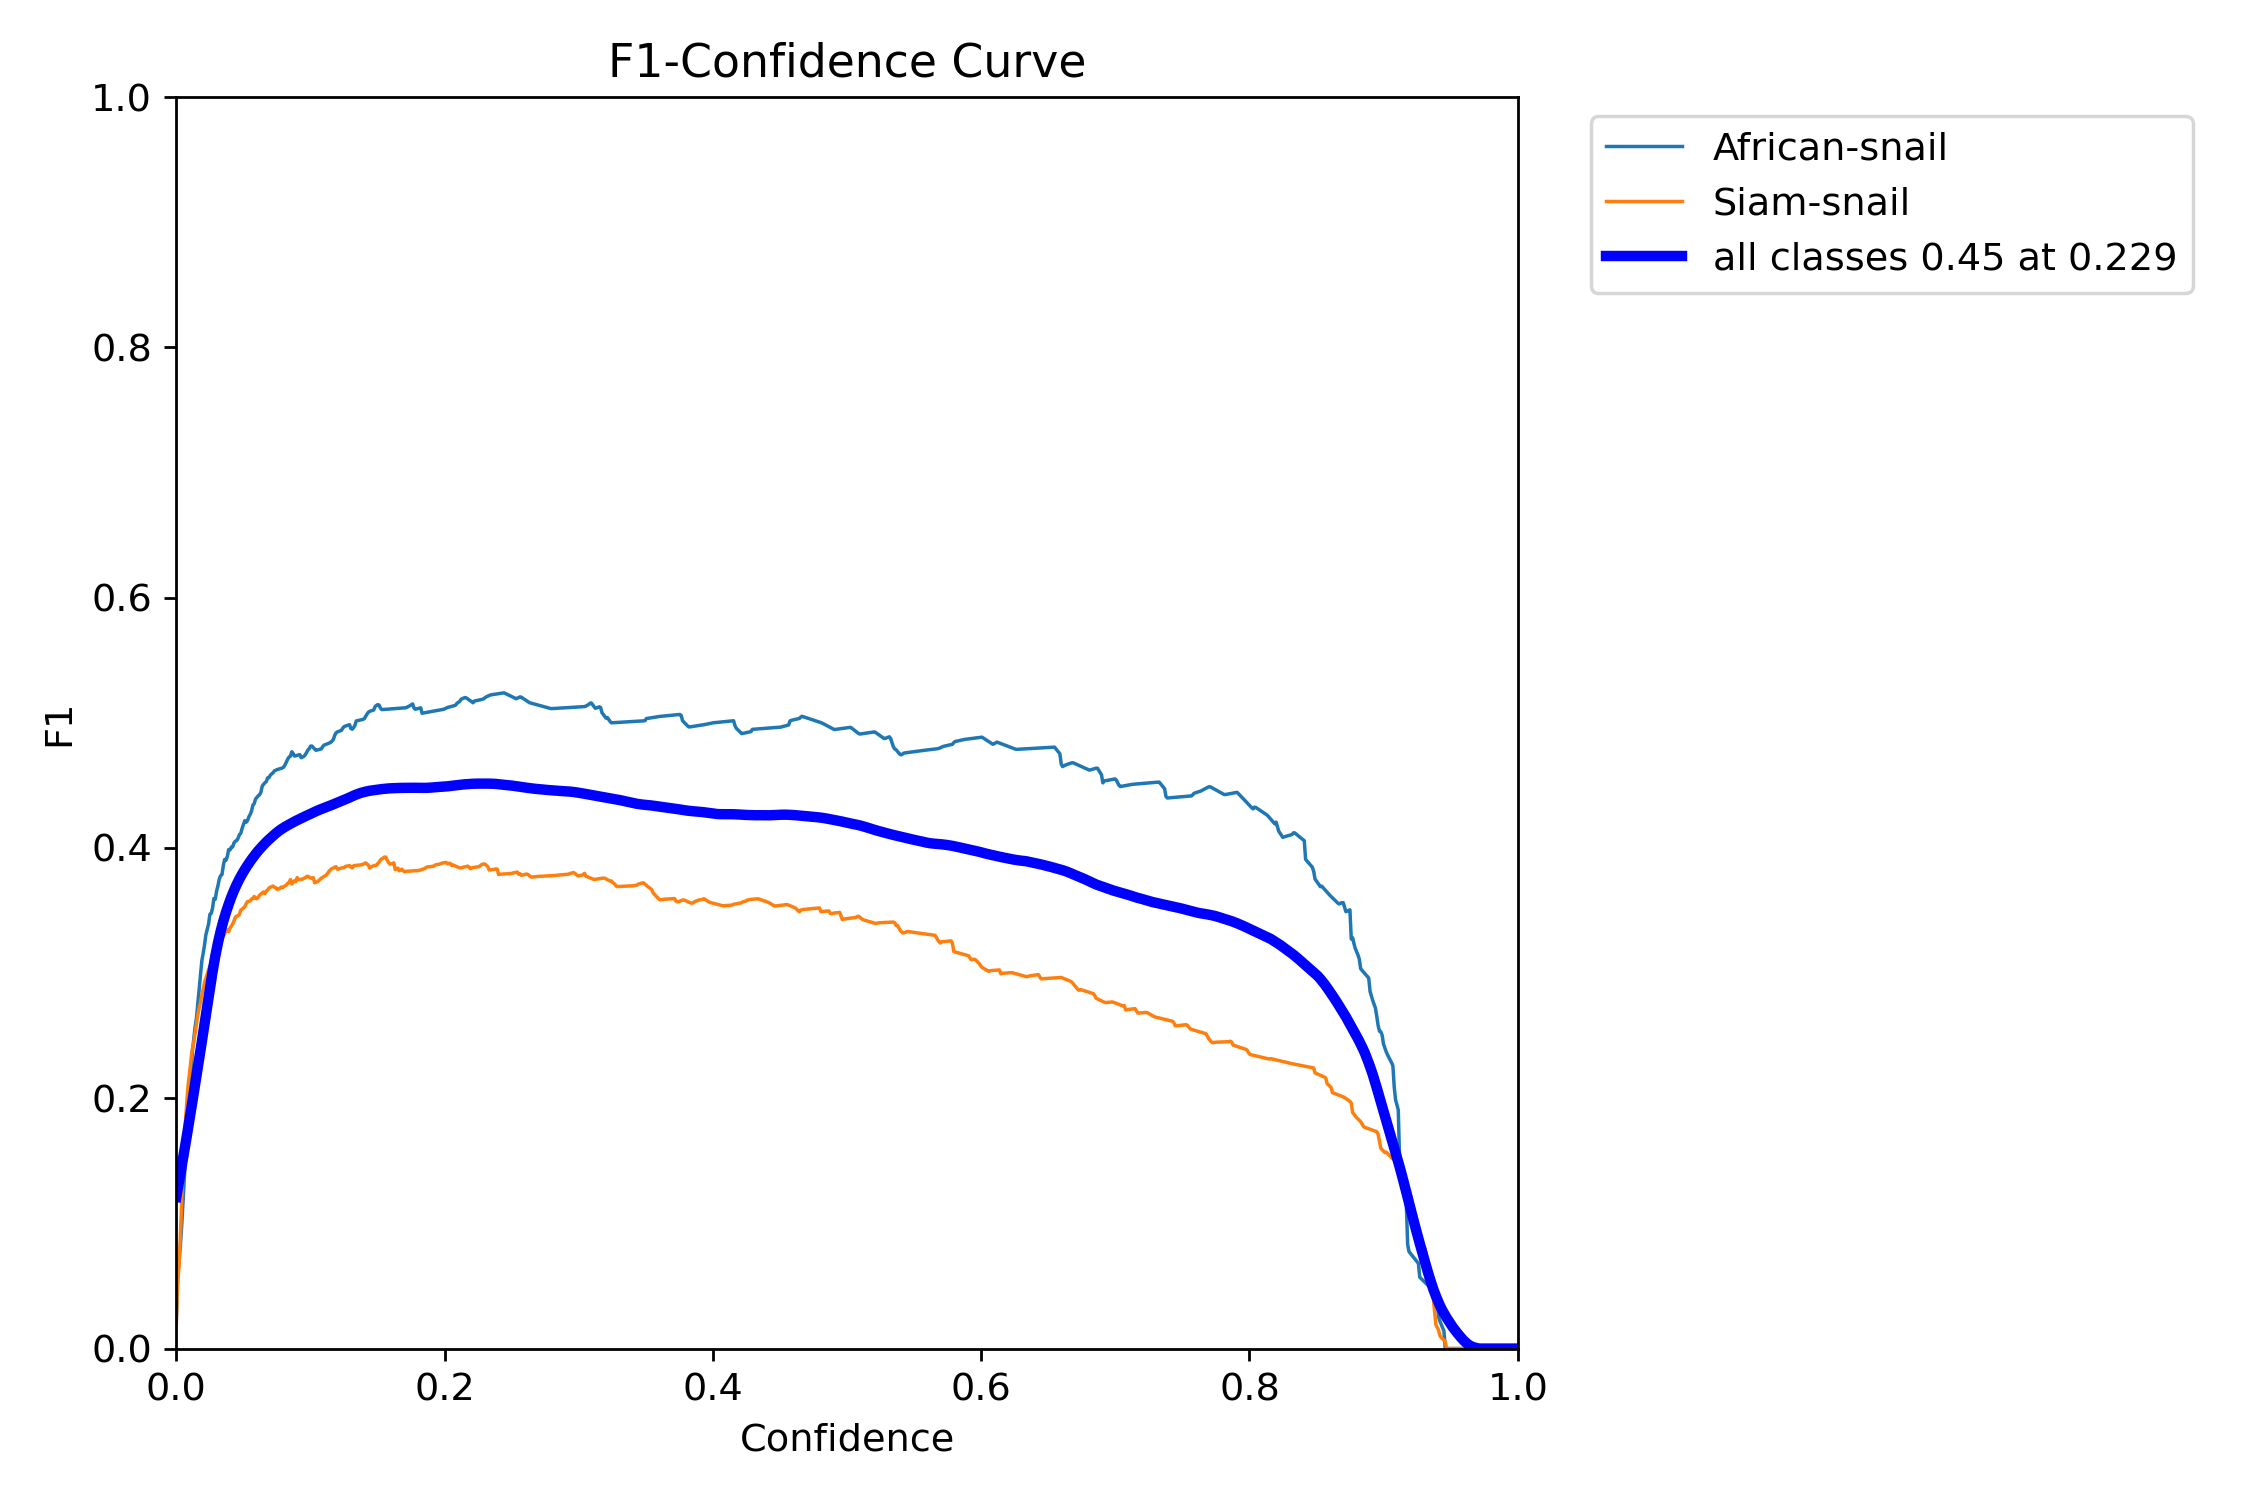 F1-Confidence Curve
1.0
0.8
0.6
0.4
0.2
0.0
F1
0.0 0.2 0.4 0.6 0.8 1.0
Confidence
African-snail
Siam-snail
all classes 0.45 at 0.229